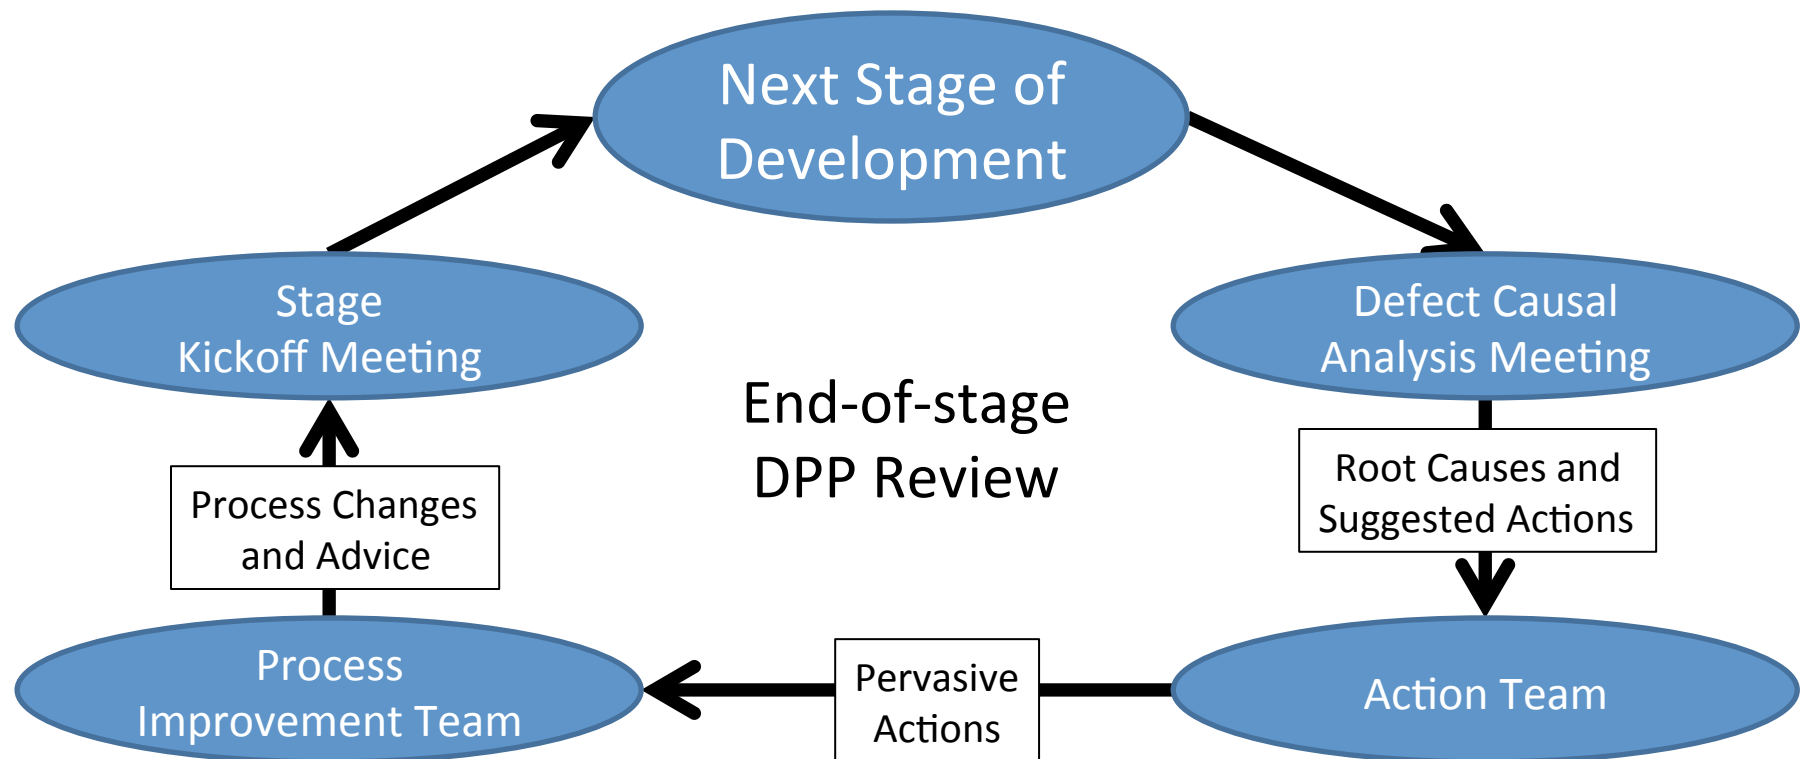 Next Stage of
Development
Stage
Kickoff Meeting
Defect Causal
Analysis Meeting
End-of-stage
DPP Review
Root Causes and
Suggested Actions
Process Changes
and Advice
Process
Improvement Team
Pervasive
Actions
Action Team